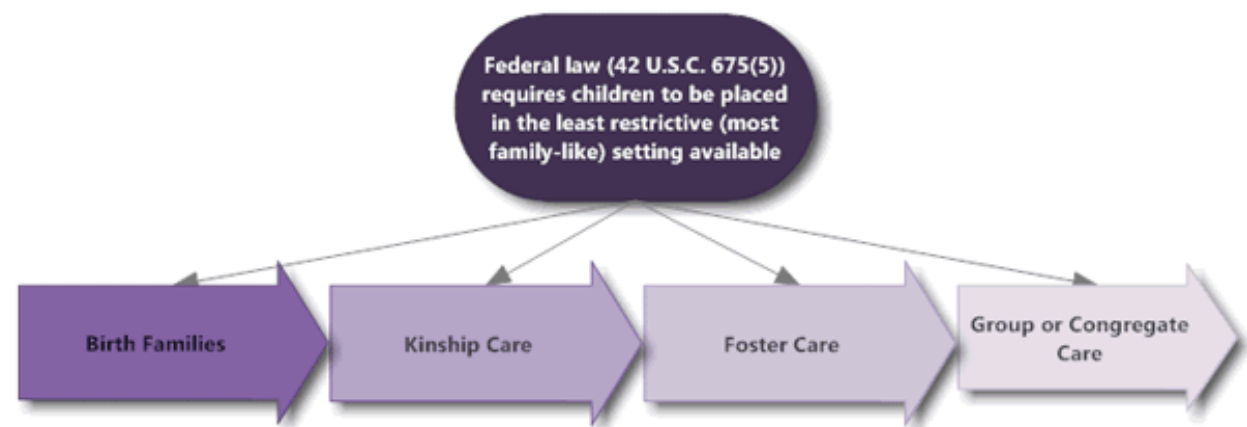 Federal law (42 U.S.C. 675(5))
requires children to be placed
in the least restrictive (most
family-like) setting available
Birth Families
Kinship Care
Foster Care
Group or Congregate
Care